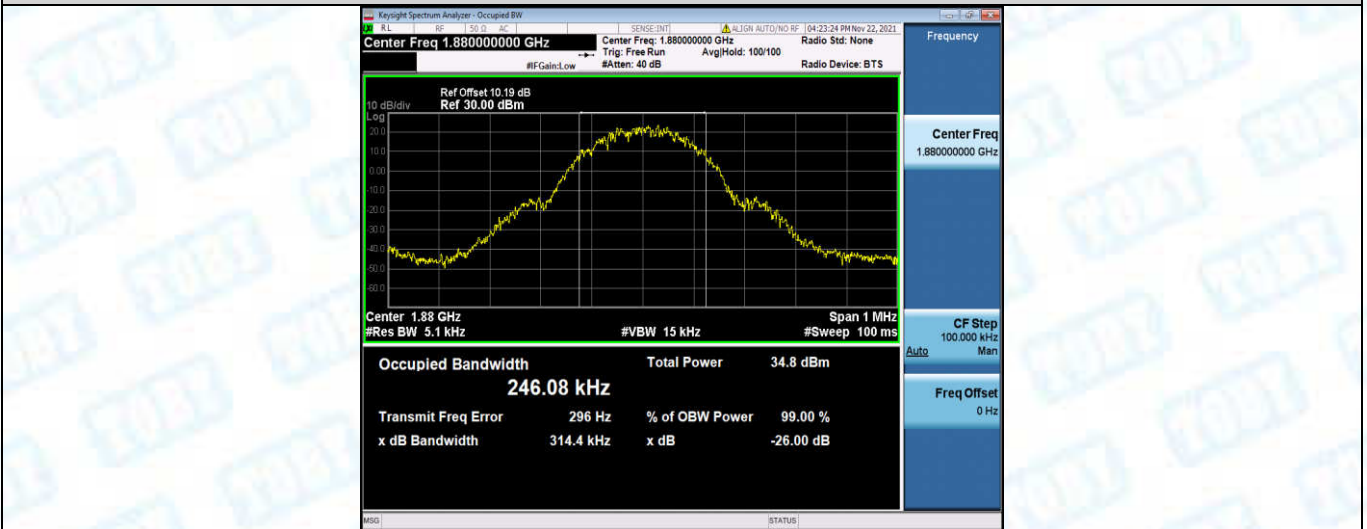 Keysight Spectrum Analyzer - Occupied BW
RL RF 50 Ω AC SENSE:INT ALIGN AUTO/NO RF 04:23:24 PM Nov 22, 2021
Center Freq 1.880000000 GHz
Center Freq: 1.880000000 GHz Radio Std: None
Trig: Free Run Avg|Hold: 100/100
#IFGain:Low #Atten: 40 dB Radio Device: BTS
Frequency
Ref Offset 10.19 dB
10 dB/div Ref 30.00 dBm
Log
20.0
10.0
0.00
-10.0
-20.0
-30.0
-40.0
-50.0
-60.0
Center 1.88 GHz Span 1 MHz
#Res BW 5.1 kHz #VBW 15 kHz #Sweep 100 ms
Center Freq
1.880000000 GHz
CF Step
100.000 kHz
Auto Man
Freq Offset
0 Hz
Occupied Bandwidth Total Power 34.8 dBm
246.08 kHz
Transmit Freq Error 296 Hz % of OBW Power 99.00 %
x dB Bandwidth 314.4 kHz x dB -26.00 dB
MSG STATUS